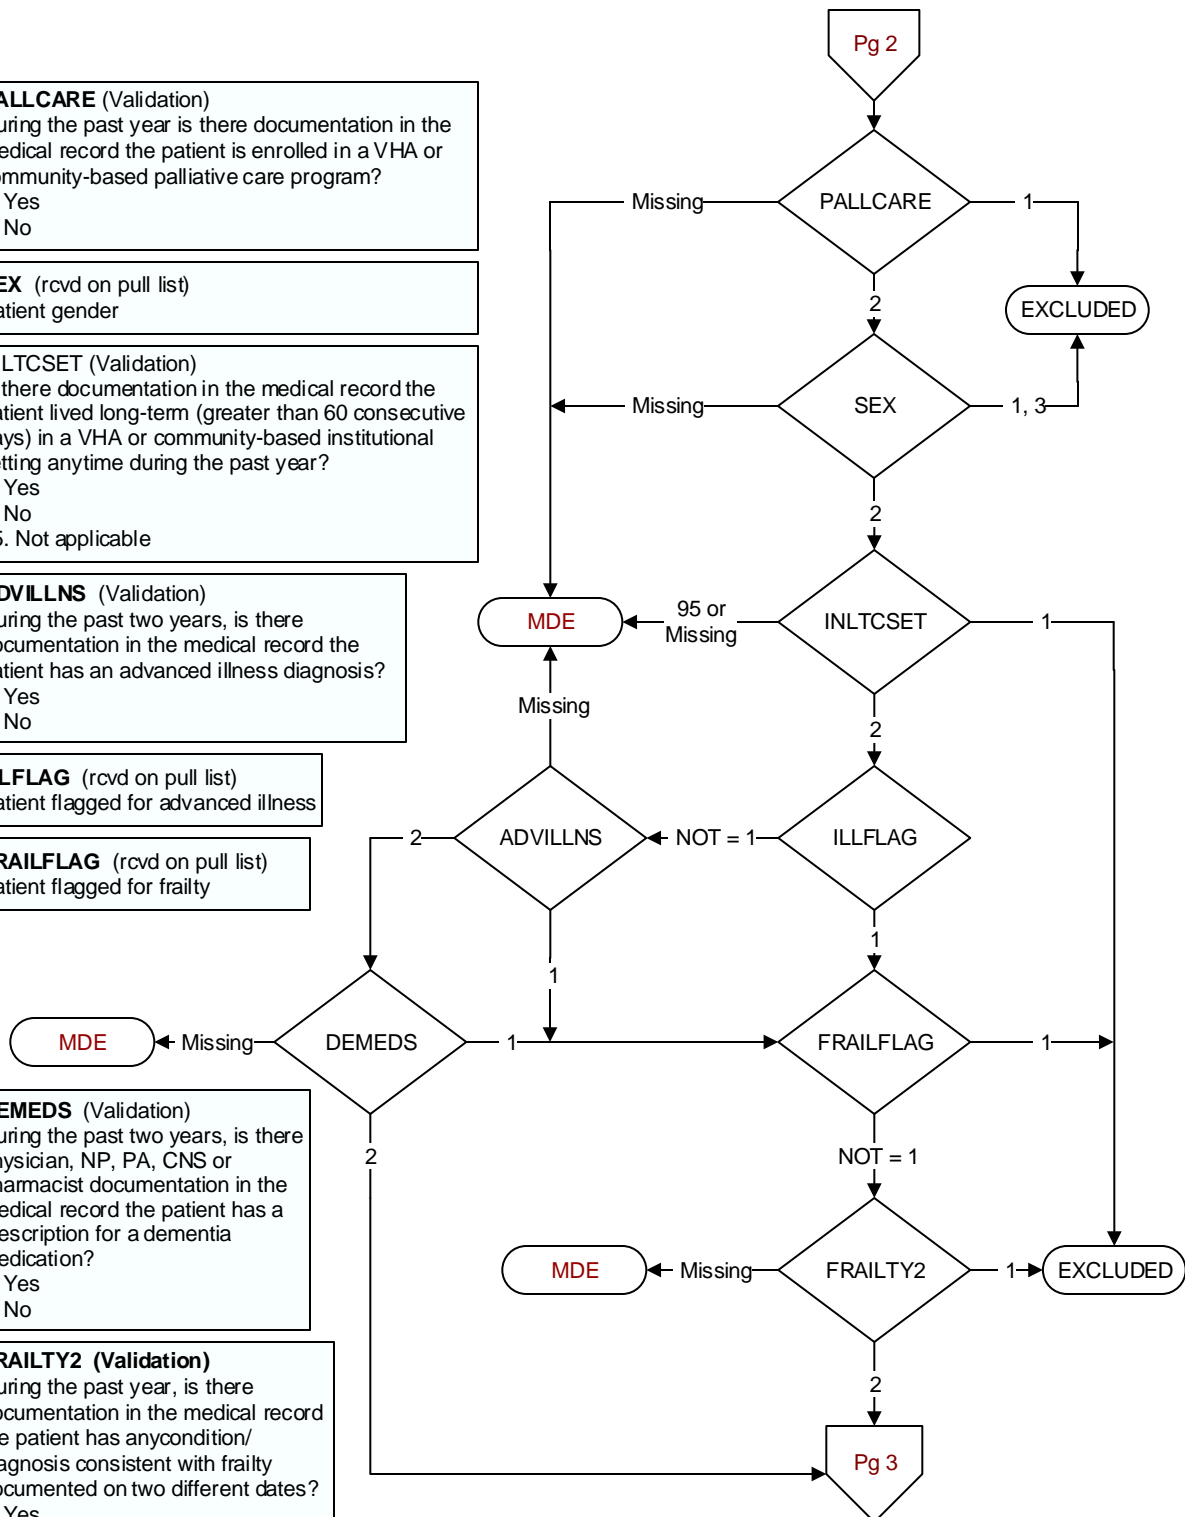 Pg 2
ALLCARE (Validation)
uring the past year is there documentation in the
edical record the patient is enrolled in a VHA or
ommunity-based palliative care program?
Yes
No
EX (rcvd on pull list)
atient gender
LTCSET (Validation)
there documentation in the medical record the
atient lived long-term (greater than 60 consecutive
ays) in a VHA or community-based institutional
etting anytime during the past year?
Yes
No
5. Not applicable
DVILLNS (Validation)
uring the past two years, is there
ocumentation in the medical record the
atient has an advanced illness diagnosis?
Yes
No
LFLAG (rcvd on pull list)
atient flagged for advanced illness
RAILFLAG (rcvd on pull list)
atient flagged for frailty
EMEDS (Validation)
uring the past two years, is there
hysician, NP, PA, CNS or
harmacist documentation in the
edical record the patient has a
rescription for a dementia
edication?
Yes
No
RAILTY2 (Validation)
uring the past year, is there
ocumentation in the medical record
e patient has anycondition/
agnosis consistent with frailty
ocumented on two different dates?
Yes
Missing
PALLCARE
1
2
EXCLUDED
Missing
SEX
1, 3
2
MDE
95 or
Missing
INLTCSET
1
Missing
2
2
ADVILLNS
NOT = 1
ILLFLAG
1
1
MDE
Missing
DEMEDS
1
FRAILFLAG
1
2
NOT = 1
MDE
Missing
FRAILTY2
1
EXCLUDED
2
Pg 3